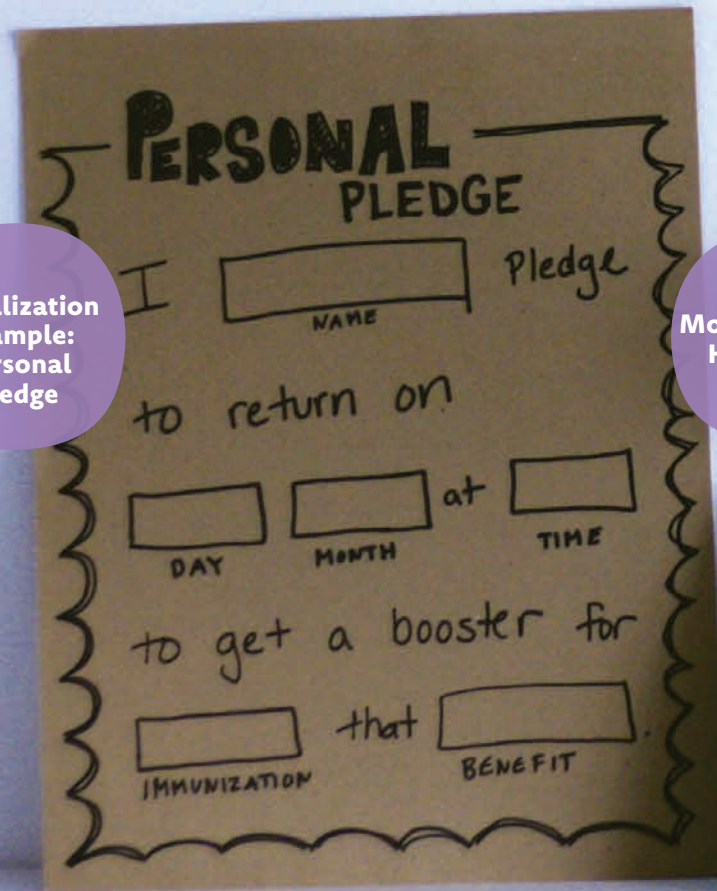 PERSONAL
PLEDGE
I Pledge
NAME
to return on
at
DAY MONTH TIME
to get a booster for
that .
IMMUNIZATION BENEFIT